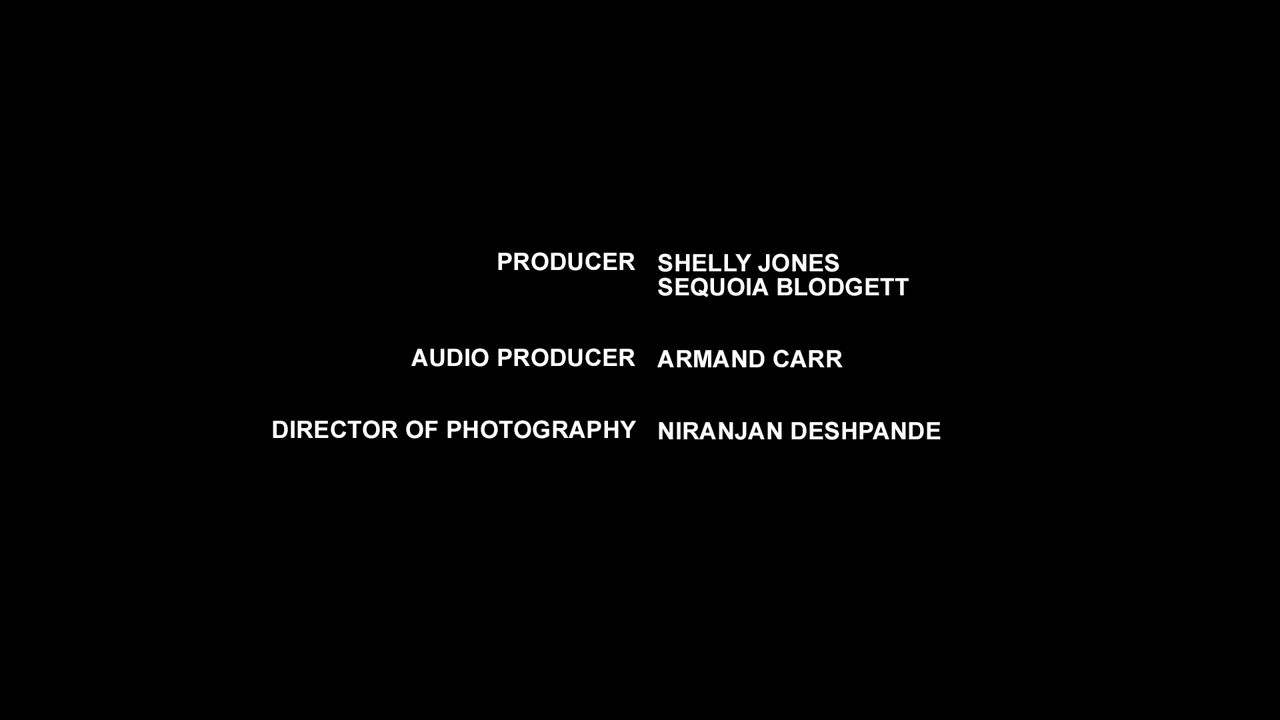 PRODUCER SHELLY JONES
SEQUOIA BLODGETT
AUDIO PRODUCER ARMAND CARR
DIRECTOR OF PHOTOGRAPHY NIRANJAN DESHPANDE